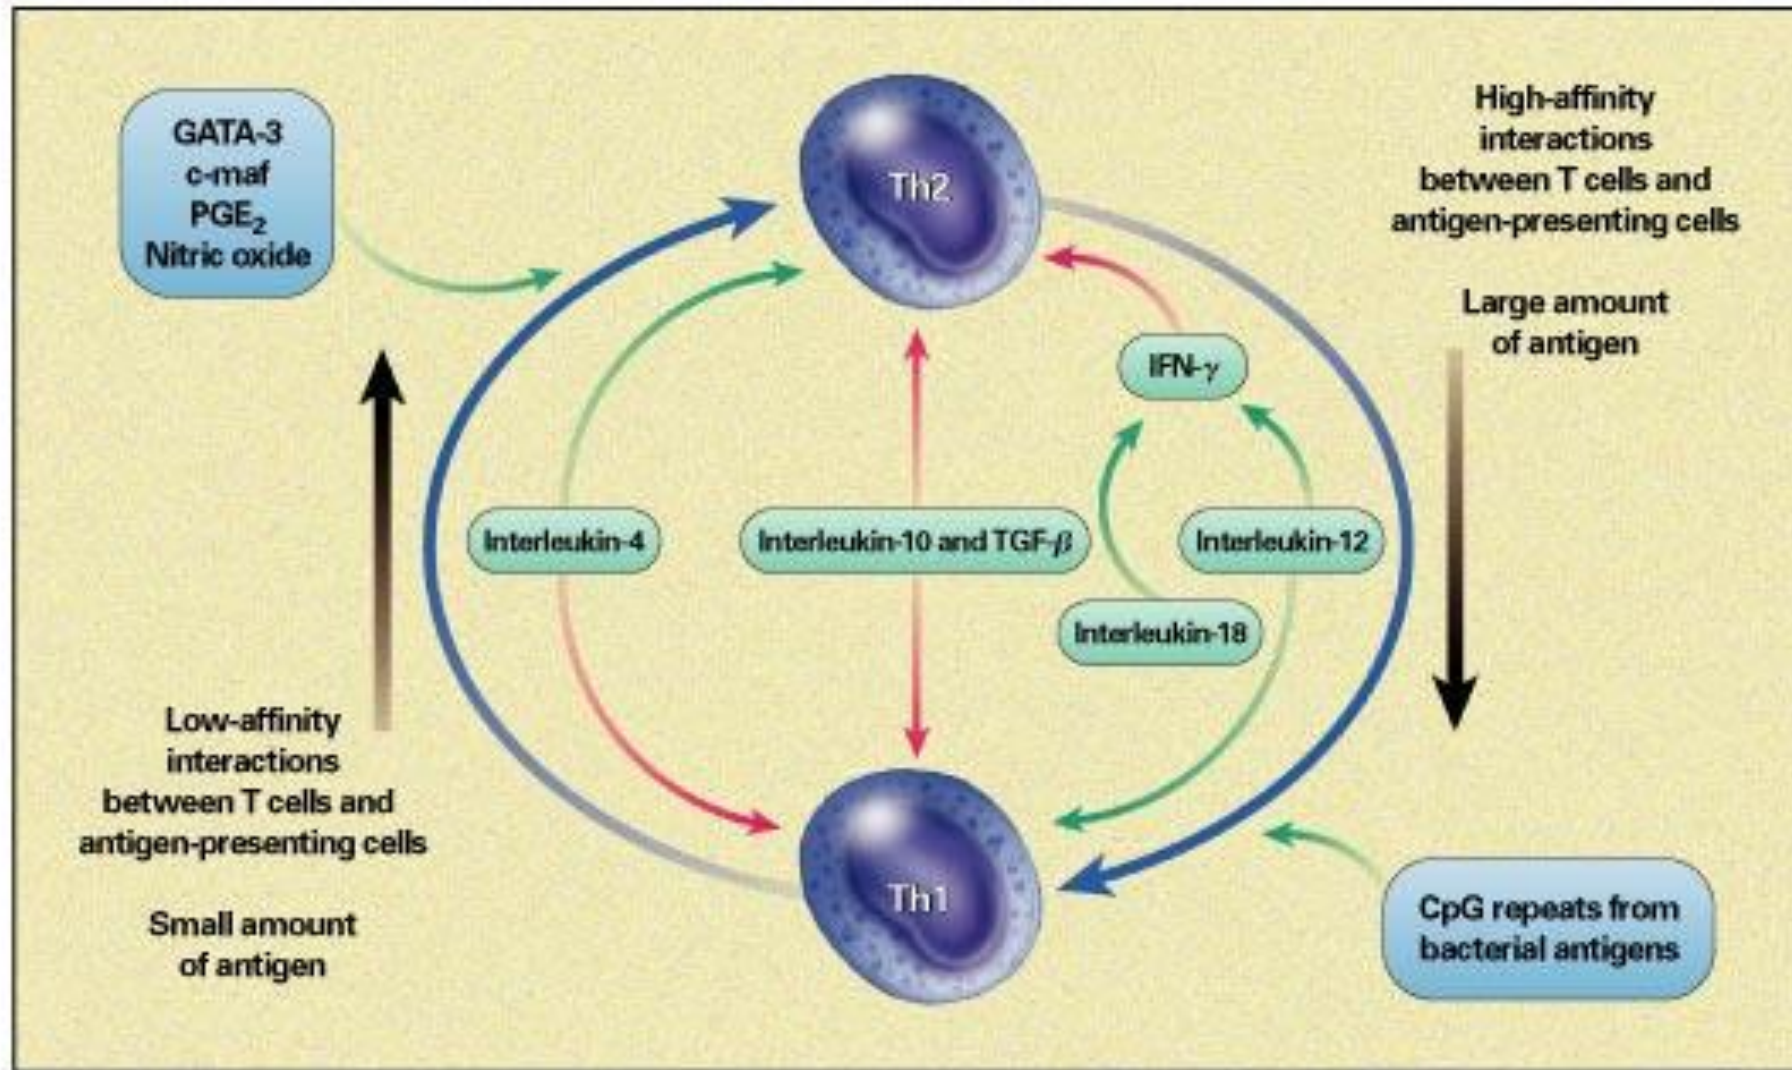 GATA-3
c-maf
PGE₂
Nitric oxide
Th2
High-affinity
interactions
between T cells and
antigen-presenting cells
Large amount
of antigen
IFN-γ
Interleukin-4
Interleukin-10 and TGF-β
Interleukin-12
Interleukin-18
Low-affinity
interactions
between T cells and
antigen-presenting cells
Small amount
of antigen
Th1
CpG repeats from
bacterial antigens